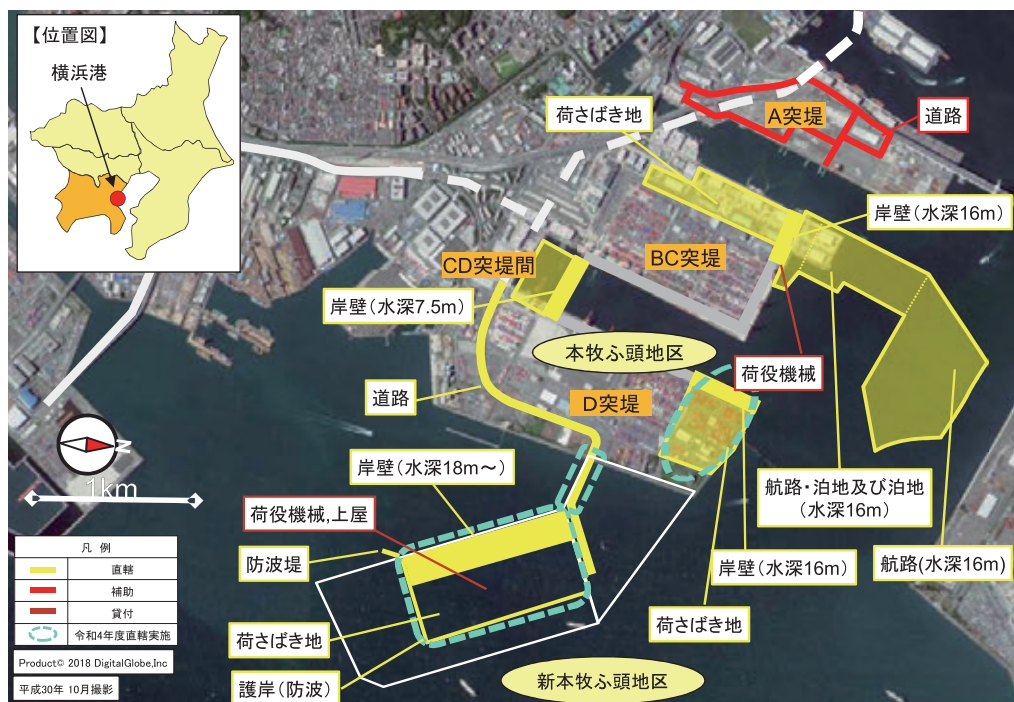 【位置図】
横浜港
荷さばき地
A突堤
道路
岸壁（水深16m）
BC突堤
CD突堤間
岸壁（水深7.5m）
本牧ふ頭地区
荷役機械
道路
D突堤
N
1km
岸壁（水深18m～）
荷役機械,上屋
防波堤
荷さばき地
護岸（防波）
航路・泊地及び泊地
（水深16m）
岸壁（水深16m）
航路(水深16m)
荷さばき地
新本牧ふ頭地区
凡 例
直轄
補助
貸付
令和4年度直轄実施
Product© 2018 DigitalGlobe,Inc
平成30年 10月撮影